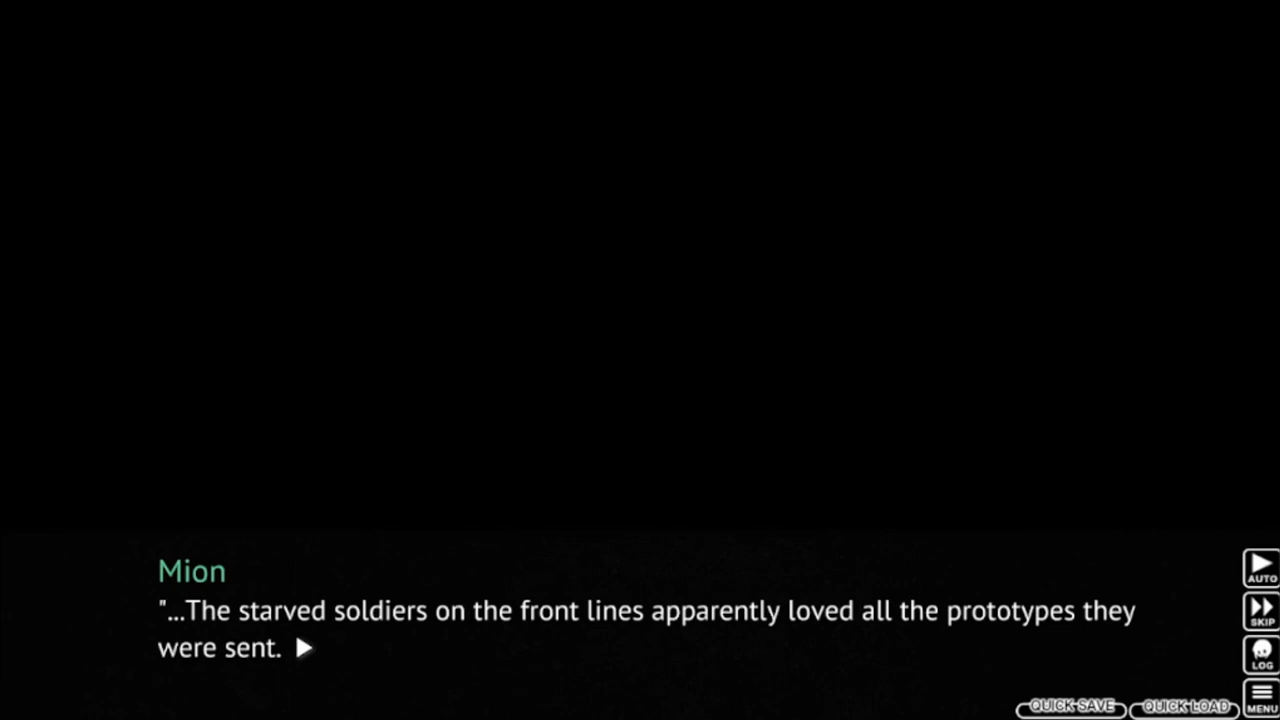 Mion
"...The starved soldiers on the front lines apparently loved all the prototypes they
were sent.
AUTO
SKIP
LOG
MENU
QUICK SAVE
QUICK LOAD